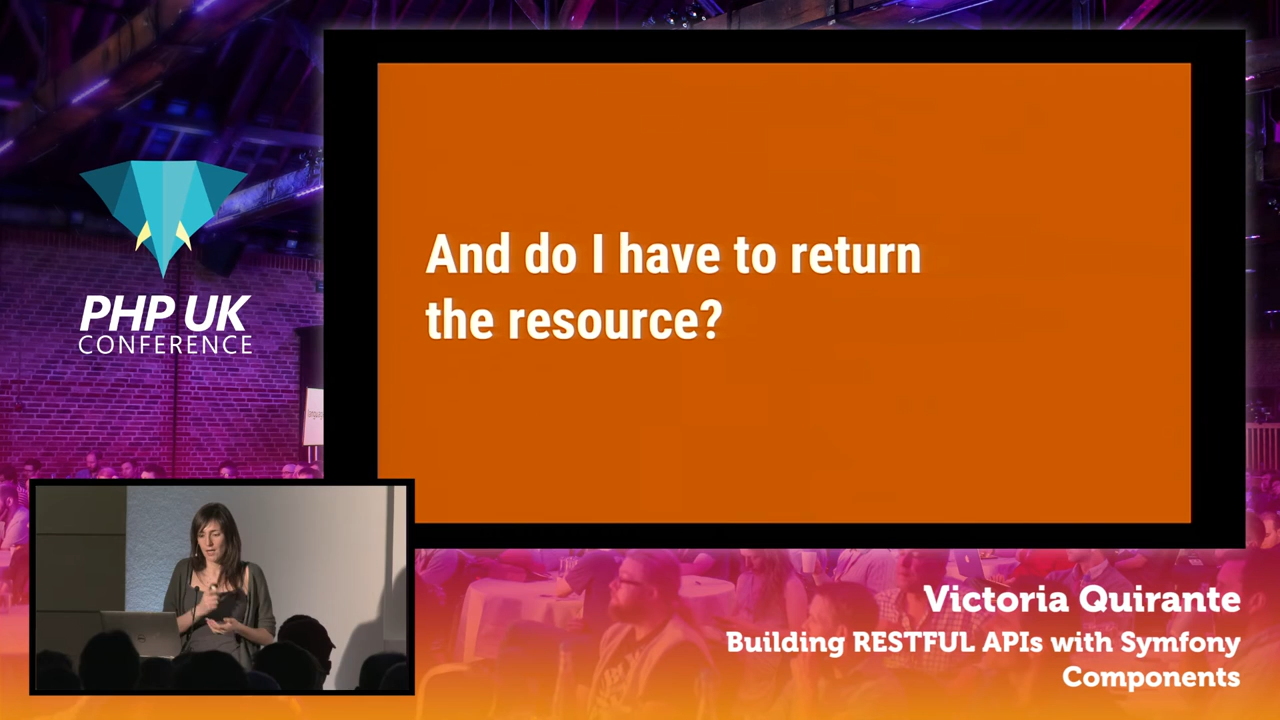 PHP UK
CONFERENCE
And do I have to return
the resource?
Victoria Quirante
Building RESTFUL APIs with Symfony
Components